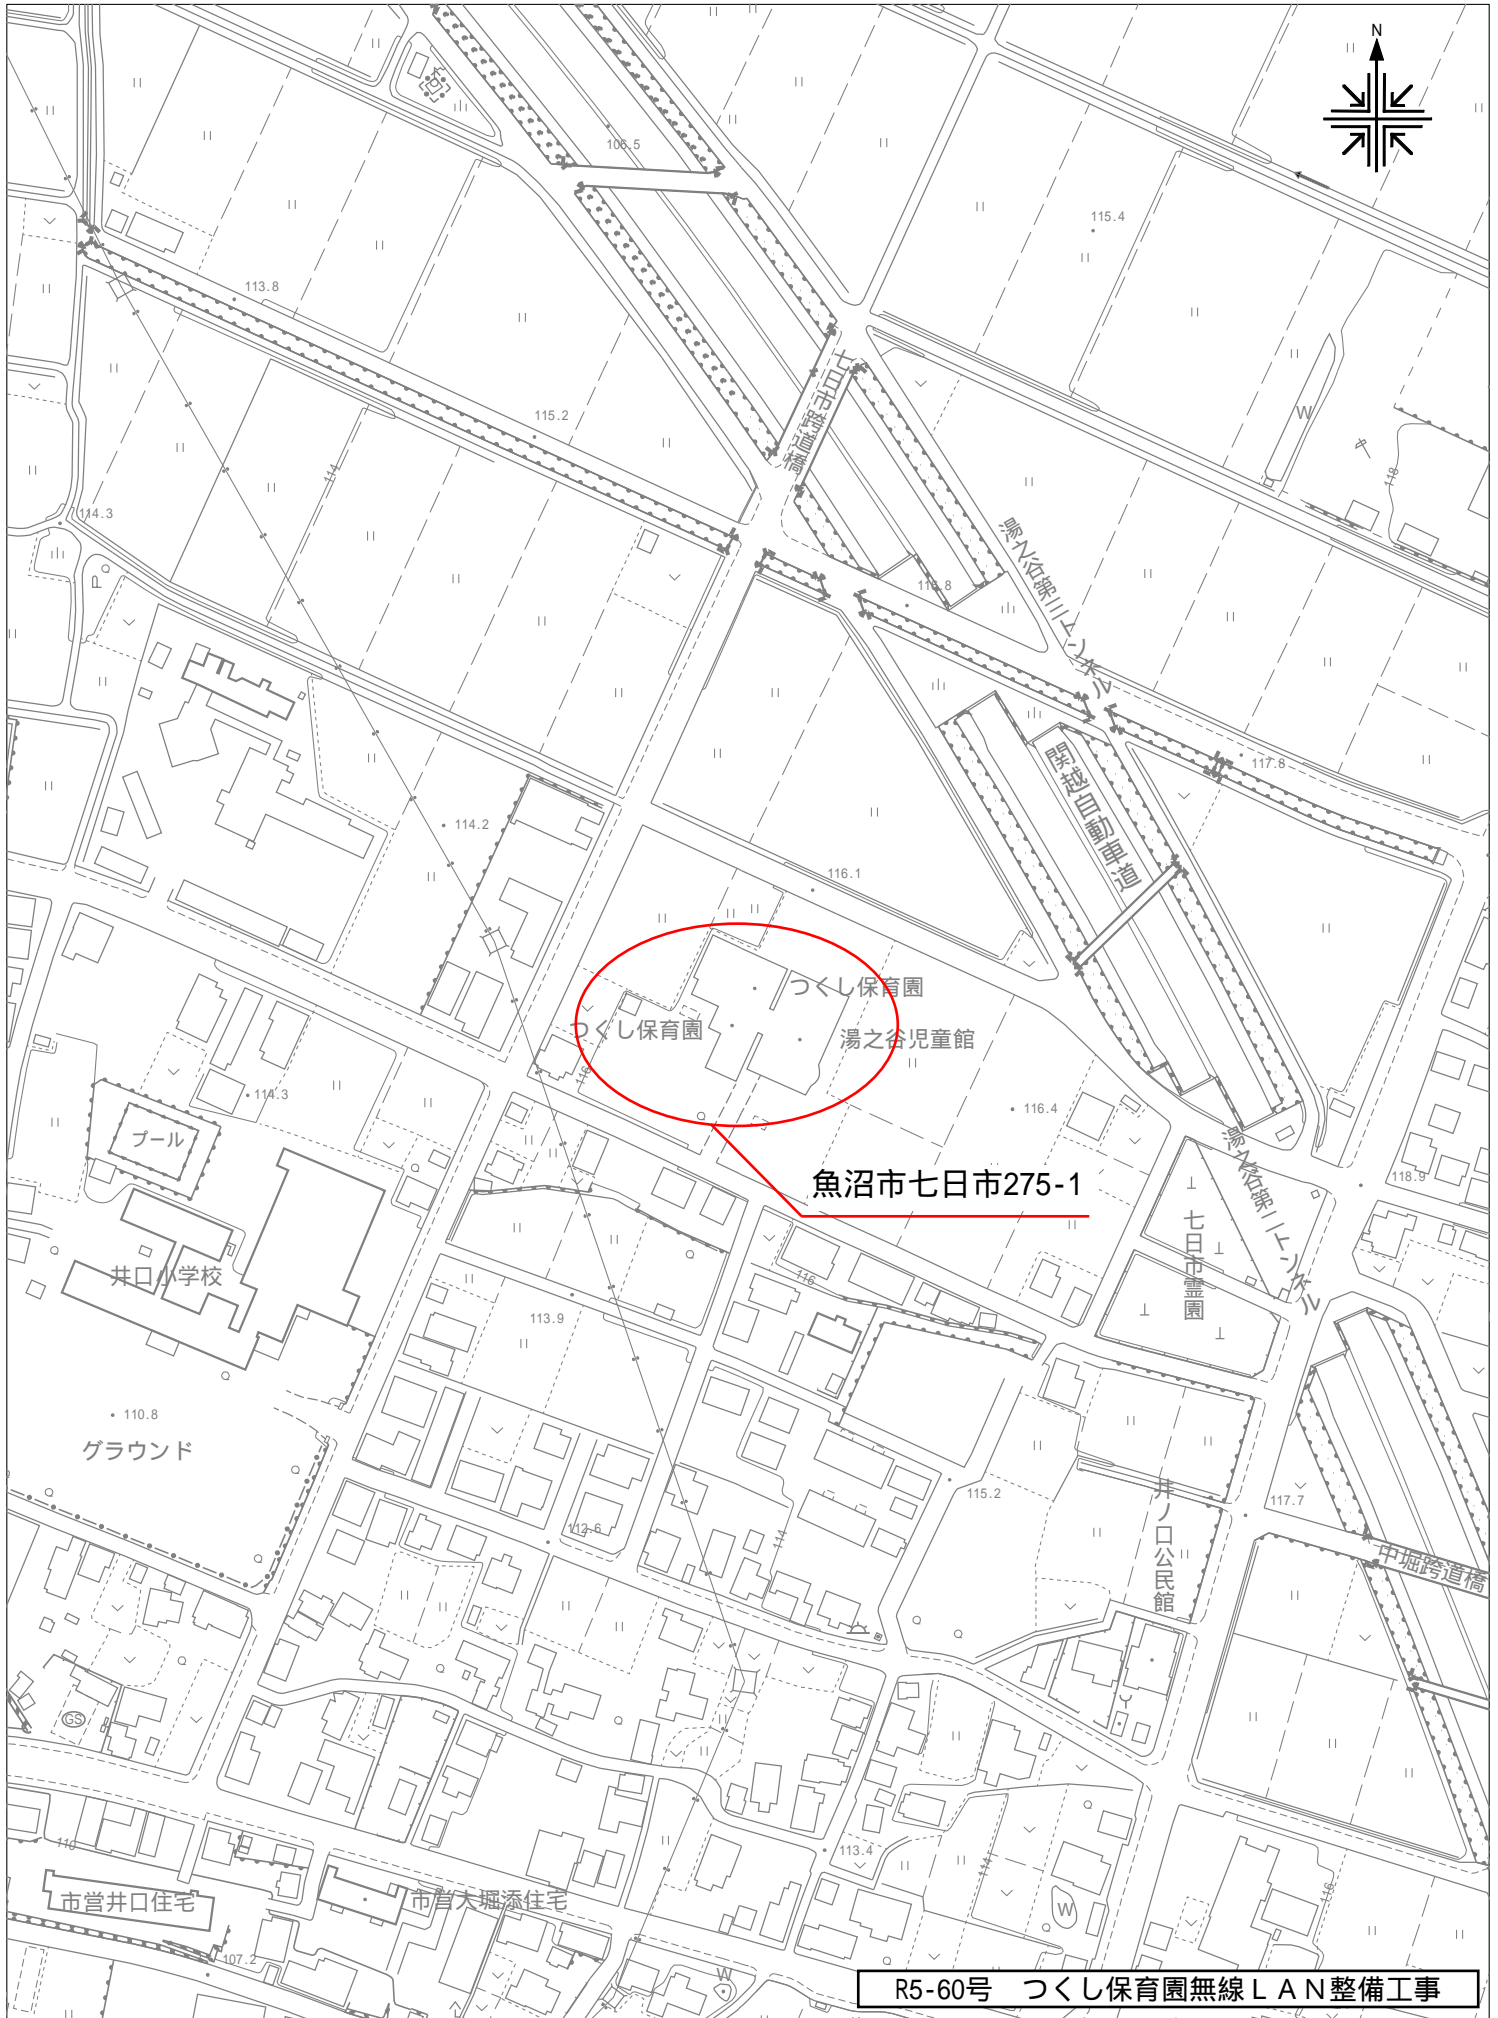 N
106.5
115.4
113.8
七日市跨道橋
115.2
W
114
118
114.3
湯之谷第三トンネル
P
116.8
関越自動車道
117.8
114.2
116.1
つくし保育園
つくし保育園
湯之谷児童館
116
114.3
116.4
プール
魚沼市七日市275-1
湯之谷第二トンネル
118.9
七日市霊園
井口小学校
116
113.9
110.8
グラウンド
115.2
井ノ口公民館
117.7
112.6
114
中堀跨道橋
GS
110
113.4
114
116
市営井口住宅
市営大堀添住宅
W
107.2
W
R5-60号 つくし保育園無線ＬＡＮ整備工事